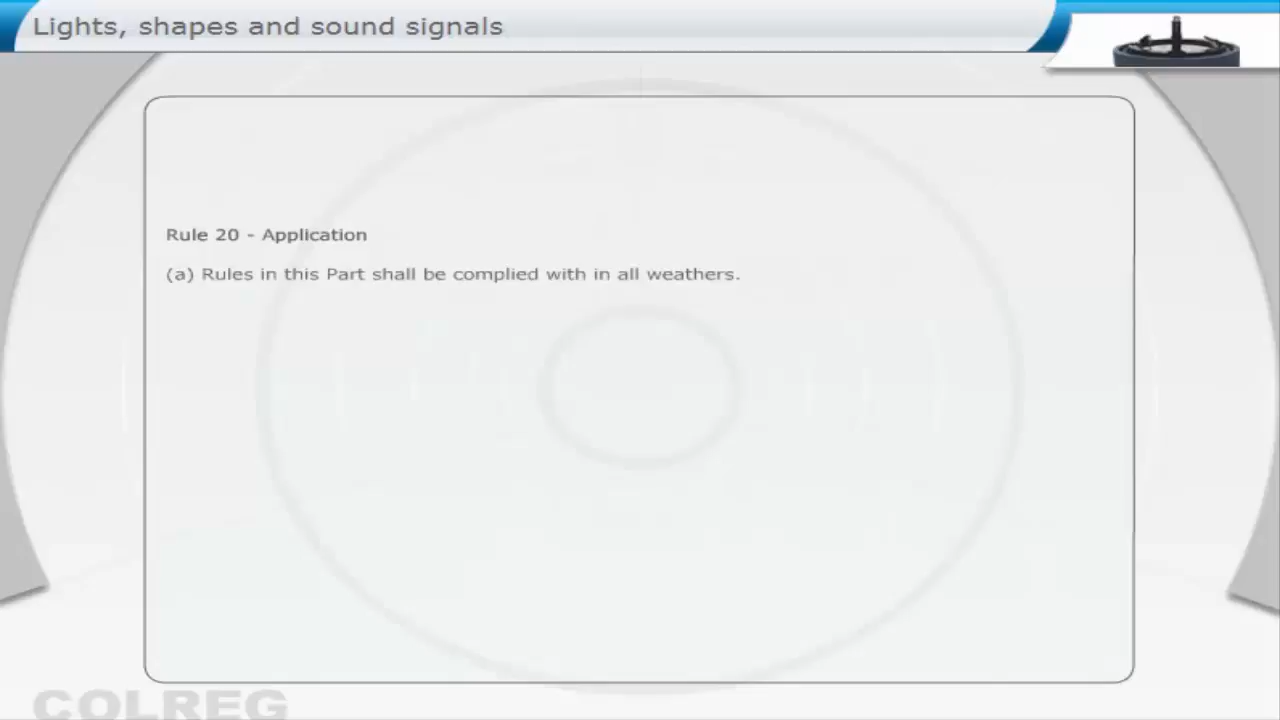 Lights, shapes and sound signals
Rule 20 - Application
(a) Rules in this Part shall be complied with in all weathers.
COLREG